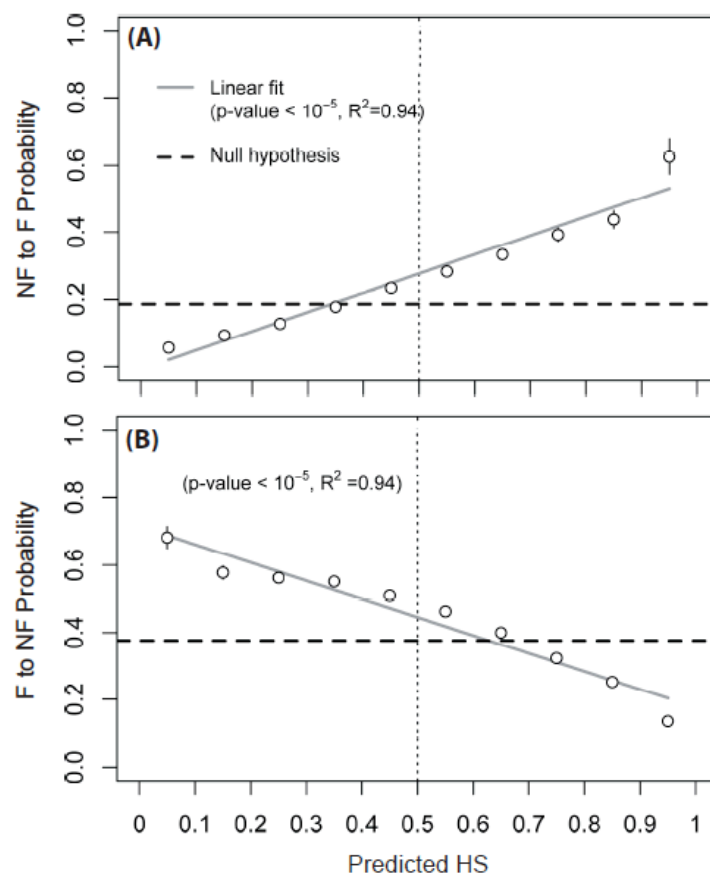 (A)
Linear fit
(p-value < 10⁻⁵, R²=0.94)
Null hypothesis
NF to F Probability
1.0
0.8
0.6
0.4
0.2
0.0
(B)
(p-value < 10⁻⁵, R² =0.94)
F to NF Probability
1.0
0.8
0.6
0.4
0.2
0.0
0 0.1 0.2 0.3 0.4 0.5 0.6 0.7 0.8 0.9 1
Predicted HS